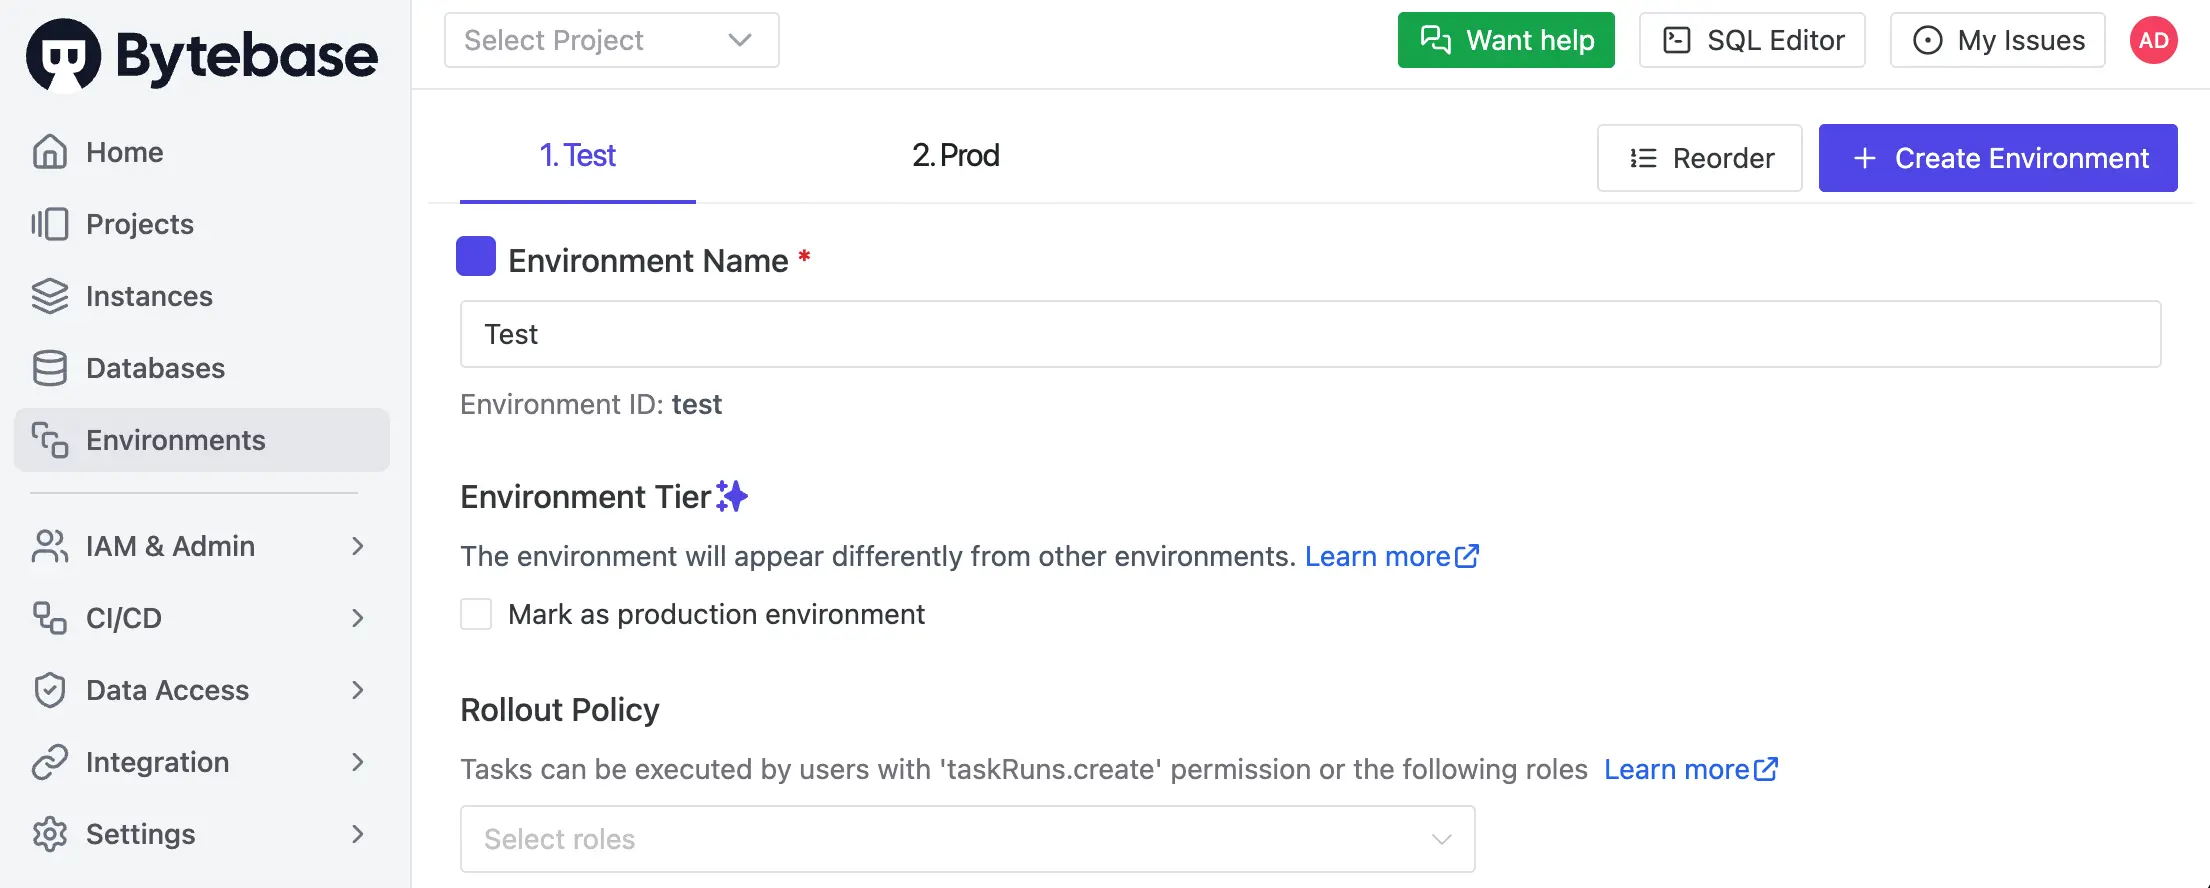 Bytebase
Select Project
Want help
SQL Editor
My Issues
AD
Home
Projects
Instances
Databases
Environments
IAM & Admin
CI/CD
Data Access
Integration
Settings
1. Test
2. Prod
Reorder
+ Create Environment
Environment Name *
Test
Environment ID: test
Environment Tier
The environment will appear differently from other environments. Learn more
Mark as production environment
Rollout Policy
Tasks can be executed by users with 'taskRuns.create' permission or the following roles Learn more
Select roles